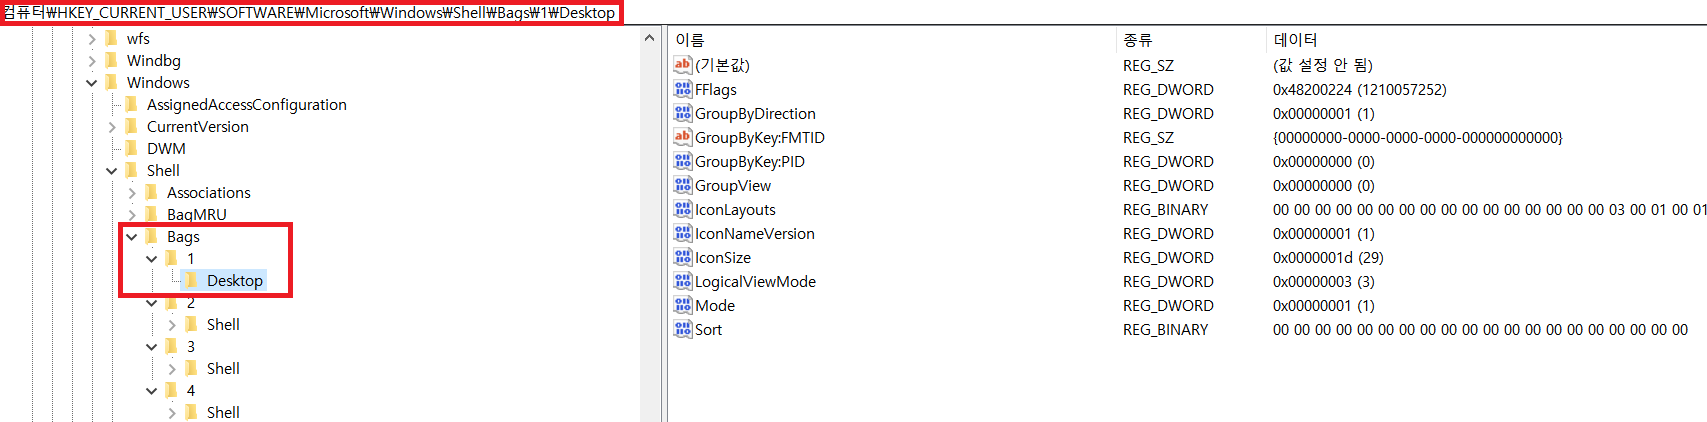 컴퓨터₩HKEY_CURRENT_USER₩SOFTWARE₩Microsoft₩Windows₩Shell₩Bags₩1₩Desktop
wfs
Windbg
Windows
AssignedAccessConfiguration
CurrentVersion
DWM
Shell
Associations
BagMRU
Bags
1
Desktop
2
Shell
3
Shell
4
Shell
이름 종류 데이터
(기본값) REG_SZ (값 설정 안 됨)
FFlags REG_DWORD 0x48200224 (1210057252)
GroupByDirection REG_DWORD 0x00000001 (1)
GroupByKey:FMTID REG_SZ {00000000-0000-0000-0000-000000000000}
GroupByKey:PID REG_DWORD 0x00000000 (0)
GroupView REG_DWORD 0x00000000 (0)
IconLayouts REG_BINARY 00 00 00 00 00 00 00 00 00 00 00 00 00 00 00 00 03 00 01 00 01
IconNameVersion REG_DWORD 0x00000001 (1)
IconSize REG_DWORD 0x0000001d (29)
LogicalViewMode REG_DWORD 0x00000003 (3)
Mode REG_DWORD 0x00000001 (1)
Sort REG_BINARY 00 00 00 00 00 00 00 00 00 00 00 00 00 00 00 00 00 00 00 00